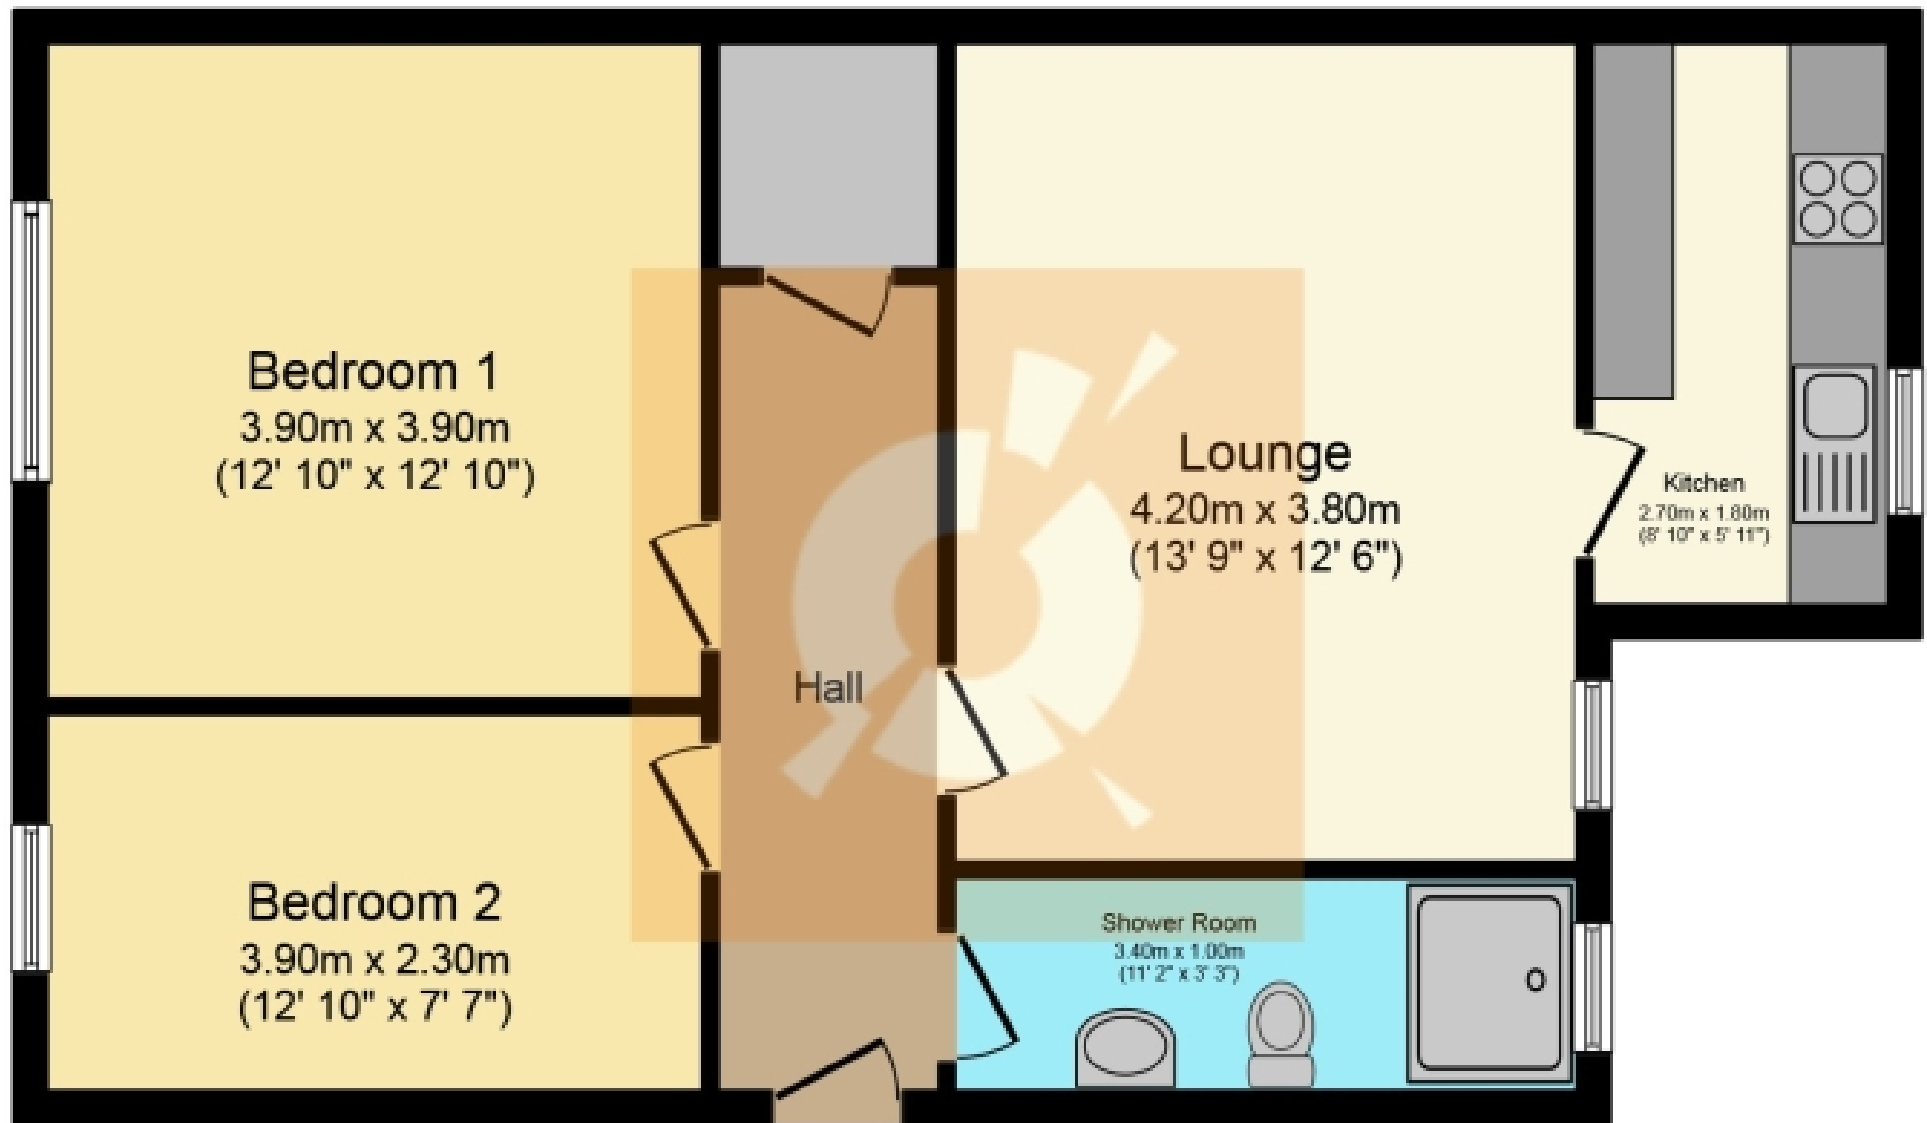 Bedroom 1
3.90m x 3.90m
(12' 10" x 12' 10")
Lounge
4.20m x 3.80m
(13' 9" x 12' 6")
Kitchen
2.70m x 1.80m
(8' 10" x 5' 11")
Hall
Bedroom 2
3.90m x 2.30m
(12' 10" x 7' 7")
Shower Room
3.40m x 1.00m
(11' 2" x 3' 3")